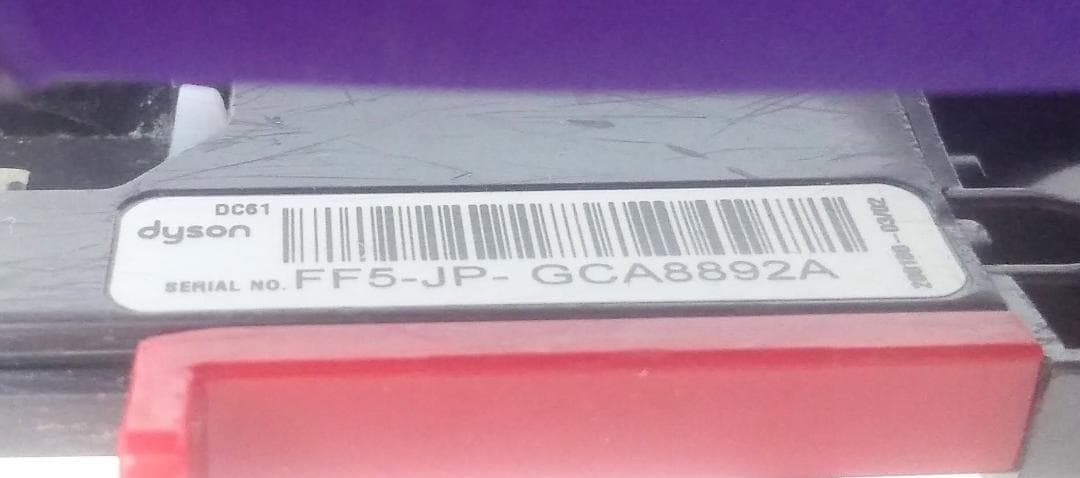 DC61
dyson
SERIAL NO. FF5-JP- GCA8892A